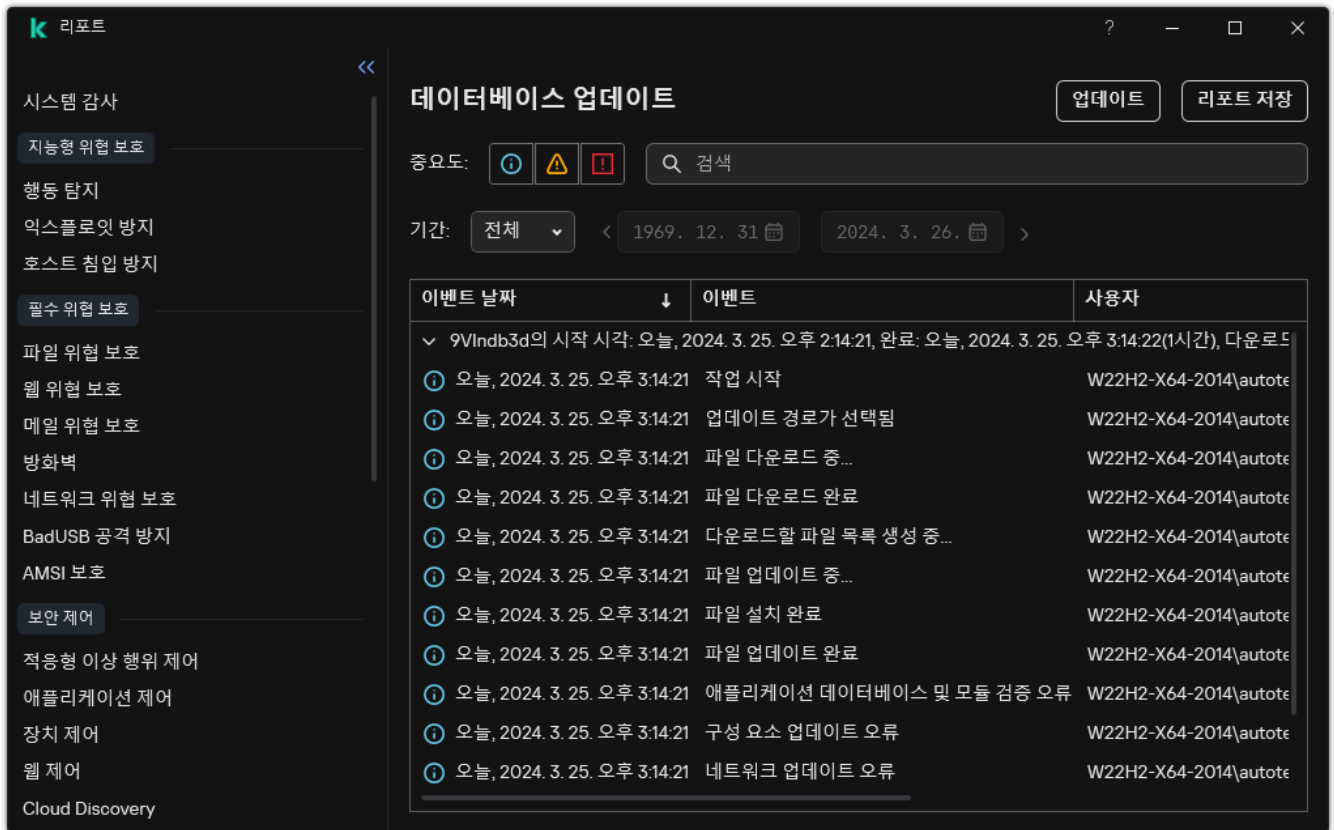 리포트
시스템 감사
지능형 위협 보호
행동 탐지
익스플로잇 방지
호스트 침입 방지
필수 위협 보호
파일 위협 보호
웹 위협 보호
메일 위협 보호
방화벽
네트워크 위협 보호
BadUSB 공격 방지
AMSI 보호
보안 제어
적응형 이상 행위 제어
애플리케이션 제어
장치 제어
웹 제어
Cloud Discovery
데이터베이스 업데이트
업데이트 리포트 저장
중요도: 검색
기간: 전체 1969. 12. 31 2024. 3. 26.
이벤트 날짜 이벤트 사용자
9VIndb3d의 시작 시각: 오늘, 2024. 3. 25. 오후 2:14:21, 완료: 오늘, 2024. 3. 25. 오후 3:14:22(1시간), 다운로드
오늘, 2024. 3. 25. 오후 3:14:21 작업 시작 W22H2-X64-2014\autote
오늘, 2024. 3. 25. 오후 3:14:21 업데이트 경로가 선택됨 W22H2-X64-2014\autote
오늘, 2024. 3. 25. 오후 3:14:21 파일 다운로드 중... W22H2-X64-2014\autote
오늘, 2024. 3. 25. 오후 3:14:21 파일 다운로드 완료 W22H2-X64-2014\autote
오늘, 2024. 3. 25. 오후 3:14:21 다운로드할 파일 목록 생성 중... W22H2-X64-2014\autote
오늘, 2024. 3. 25. 오후 3:14:21 파일 업데이트 중... W22H2-X64-2014\autote
오늘, 2024. 3. 25. 오후 3:14:21 파일 설치 완료 W22H2-X64-2014\autote
오늘, 2024. 3. 25. 오후 3:14:21 파일 업데이트 완료 W22H2-X64-2014\autote
오늘, 2024. 3. 25. 오후 3:14:21 애플리케이션 데이터베이스 및 모듈 검증 오류 W22H2-X64-2014\autote
오늘, 2024. 3. 25. 오후 3:14:21 구성 요소 업데이트 오류 W22H2-X64-2014\autote
오늘, 2024. 3. 25. 오후 3:14:21 네트워크 업데이트 오류 W22H2-X64-2014\autote